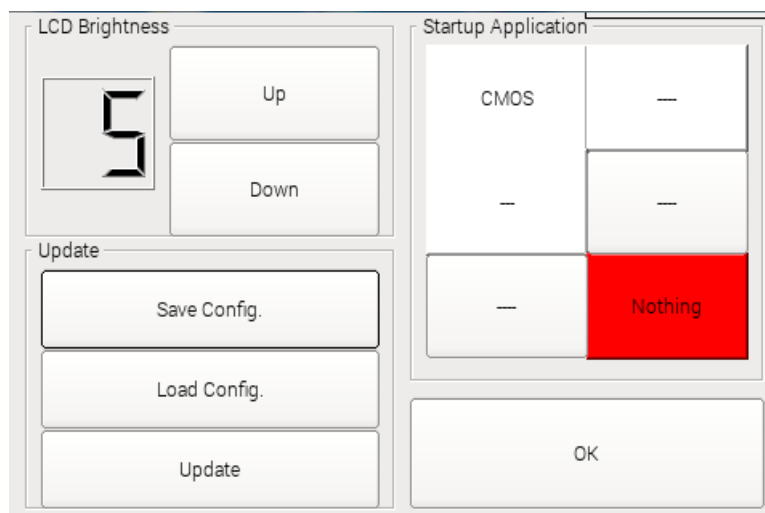 LCD Brightness
5
Up
Down
Update
Save Config.
Load Config.
Update
Startup Application
CMOS
----
---
----
----
Nothing
OK